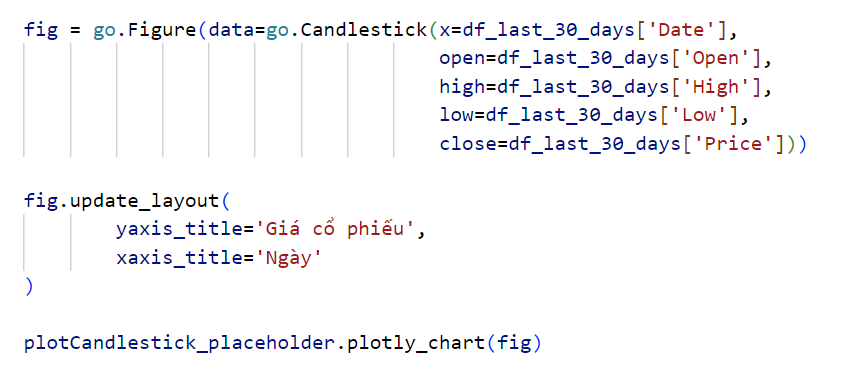 fig = go.Figure(data=go.Candlestick(x=df_last_30_days['Date'],
open=df_last_30_days['Open'],
high=df_last_30_days['High'],
low=df_last_30_days['Low'],
close=df_last_30_days['Price']))
fig.update_layout(
yaxis_title='Giá cổ phiếu',
xaxis_title='Ngày'
)
plotCandlestick_placeholder.plotly_chart(fig)